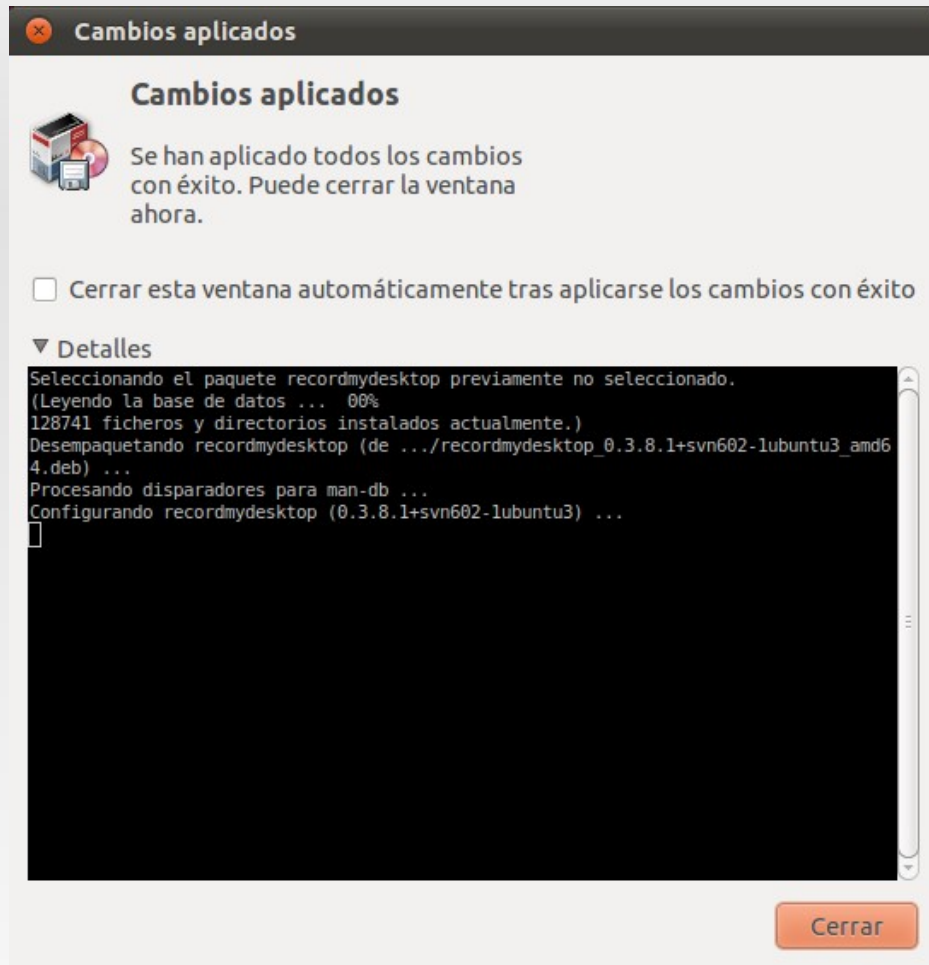 Cambios aplicados
Cambios aplicados
Se han aplicado todos los cambios
con éxito. Puede cerrar la ventana
ahora.
Cerrar esta ventana automáticamente tras aplicarse los cambios con éxito
Detalles
Seleccionando el paquete recordmydesktop previamente no seleccionado.
(Leyendo la base de datos ...  00%
128741 ficheros y directorios instalados actualmente.)
Desempaquetando recordmydesktop (de .../recordmydesktop_0.3.8.1+svn602-1ubuntu3_amd6
4.deb) ...
Procesando disparadores para man-db ...
Configurando recordmydesktop (0.3.8.1+svn602-1ubuntu3) ...
Cerrar